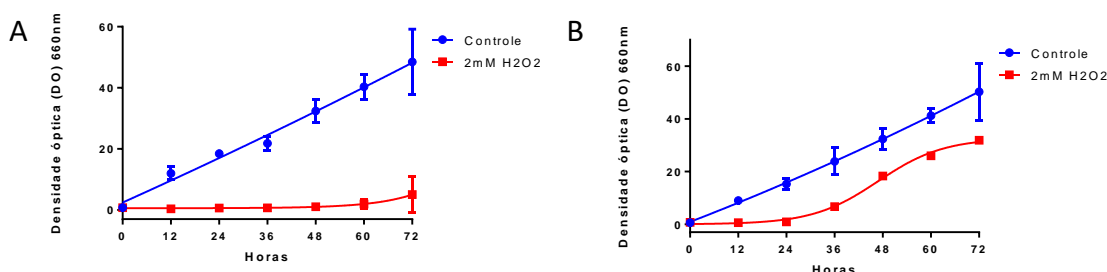 A
Densidade óptica (DO) 660nm
60
40
20
0
0 12 24 36 48 60 72
Horas
Controle
2mM H2O2
B
Densidade óptica (DO) 660nm
60
40
20
0
0 12 24 36 48 60 72
Horas
Controle
2mM H2O2